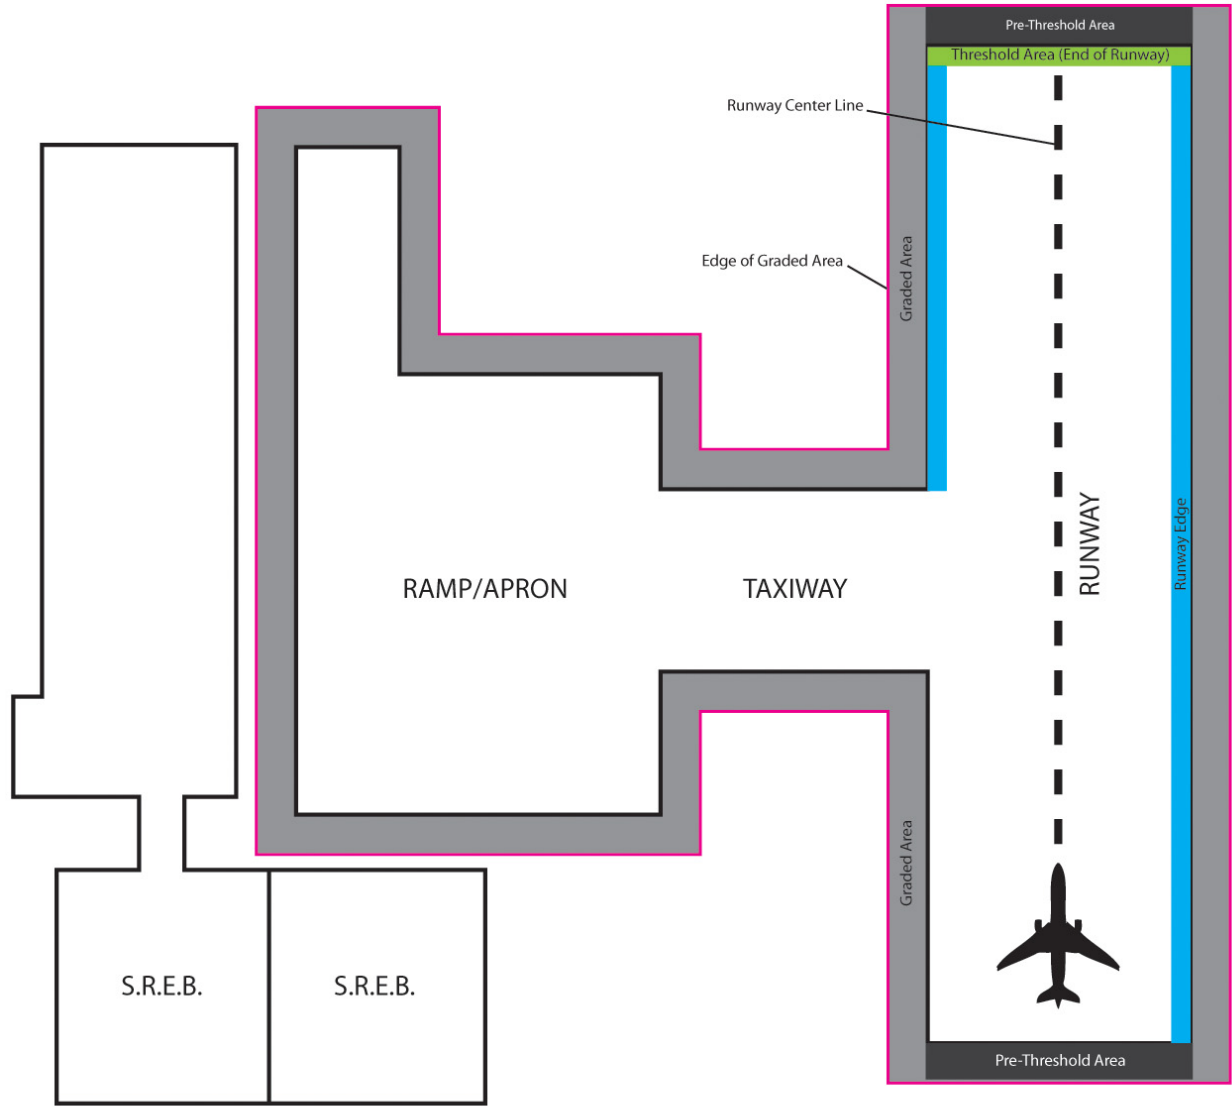 Pre-Threshold Area
Threshold Area (End of Runway)
Runway Center Line
Edge of Graded Area
Graded Area
RUNWAY
Runway Edge
RAMP/APRON
TAXIWAY
Graded Area
S.R.E.B.
S.R.E.B.
Pre-Threshold Area